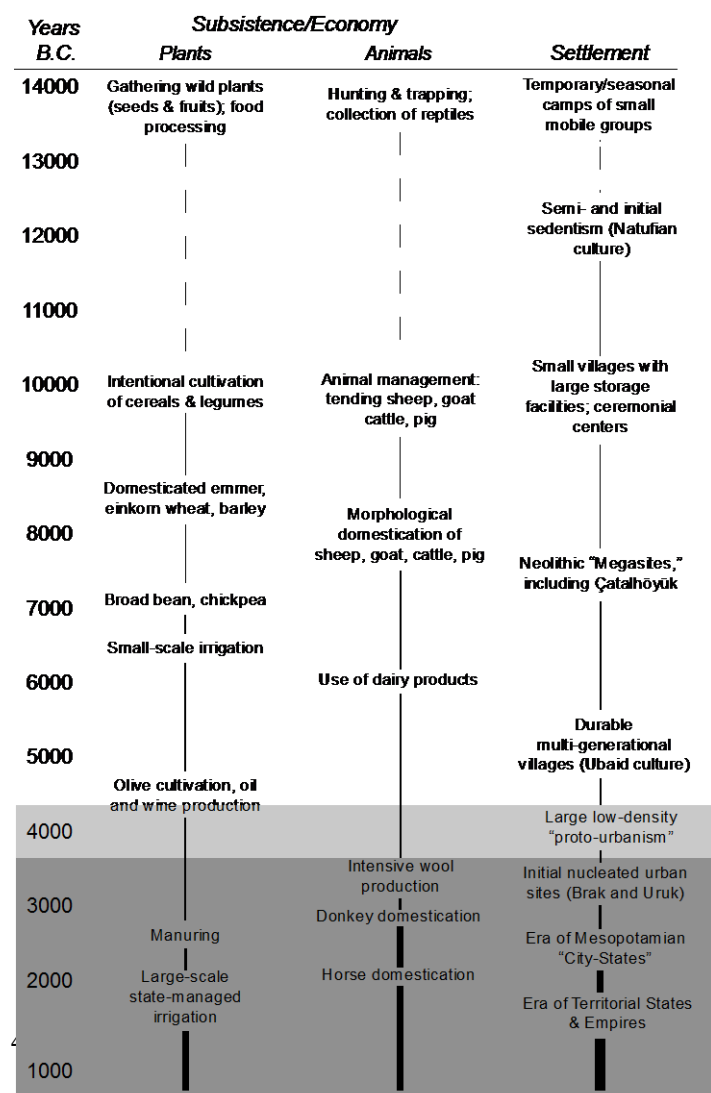 Years
B.C.
Subsistence/Economy
Plants
Animals
Settlement
14000
13000
12000
11000
10000
9000
8000
7000
6000
5000
4000
3000
2000
1000
Gathering wild plants
(seeds & fruits); food
processing
Intentional cultivation
of cereals & legumes
Domesticated emmer,
einkorn wheat, barley
Broad bean, chickpea
Small-scale irrigation
Olive cultivation, oil
and wine production
Manuring
Large-scale
state-managed
irrigation
Hunting & trapping;
collection of reptiles
Animal management:
tending sheep, goat
cattle, pig
Morphological
domestication of
sheep, goat, cattle, pig
Use of dairy products
Intensive wool
production
Donkey domestication
Horse domestication
Temporary/seasonal
camps of small
mobile groups
Semi- and initial
sedentism (Natufian
culture)
Small villages with
large storage
facilities; ceremonial
centers
Neolithic “Megasites,”
including Çatalhöyük
Durable
multi-generational
villages (Ubaid culture)
Large low-density
“proto-urbanism”
Initial nucleated urban
sites (Brak and Uruk)
Era of Mesopotamian
“City-States”
Era of Territorial States
& Empires